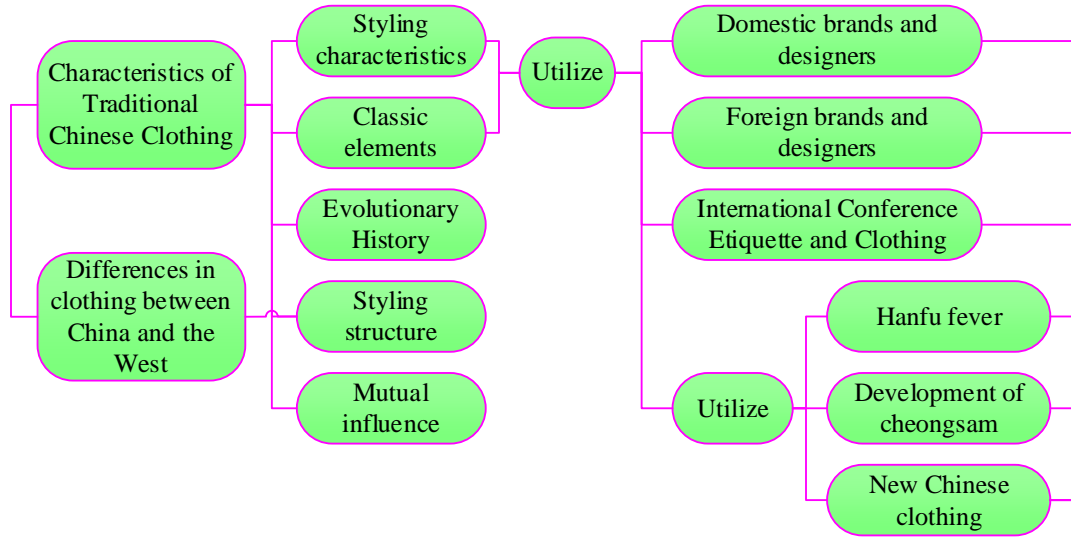 Characteristics of
Traditional
Chinese Clothing
Differences in
clothing between
China and the
West
Styling
characteristics
Classic
elements
Evolutionary
History
Styling
structure
Mutual
influence
Utilize
Domestic brands and
designers
Foreign brands and
designers
International Conference
Etiquette and Clothing
Utilize
Hanfu fever
Development of
cheongsam
New Chinese
clothing